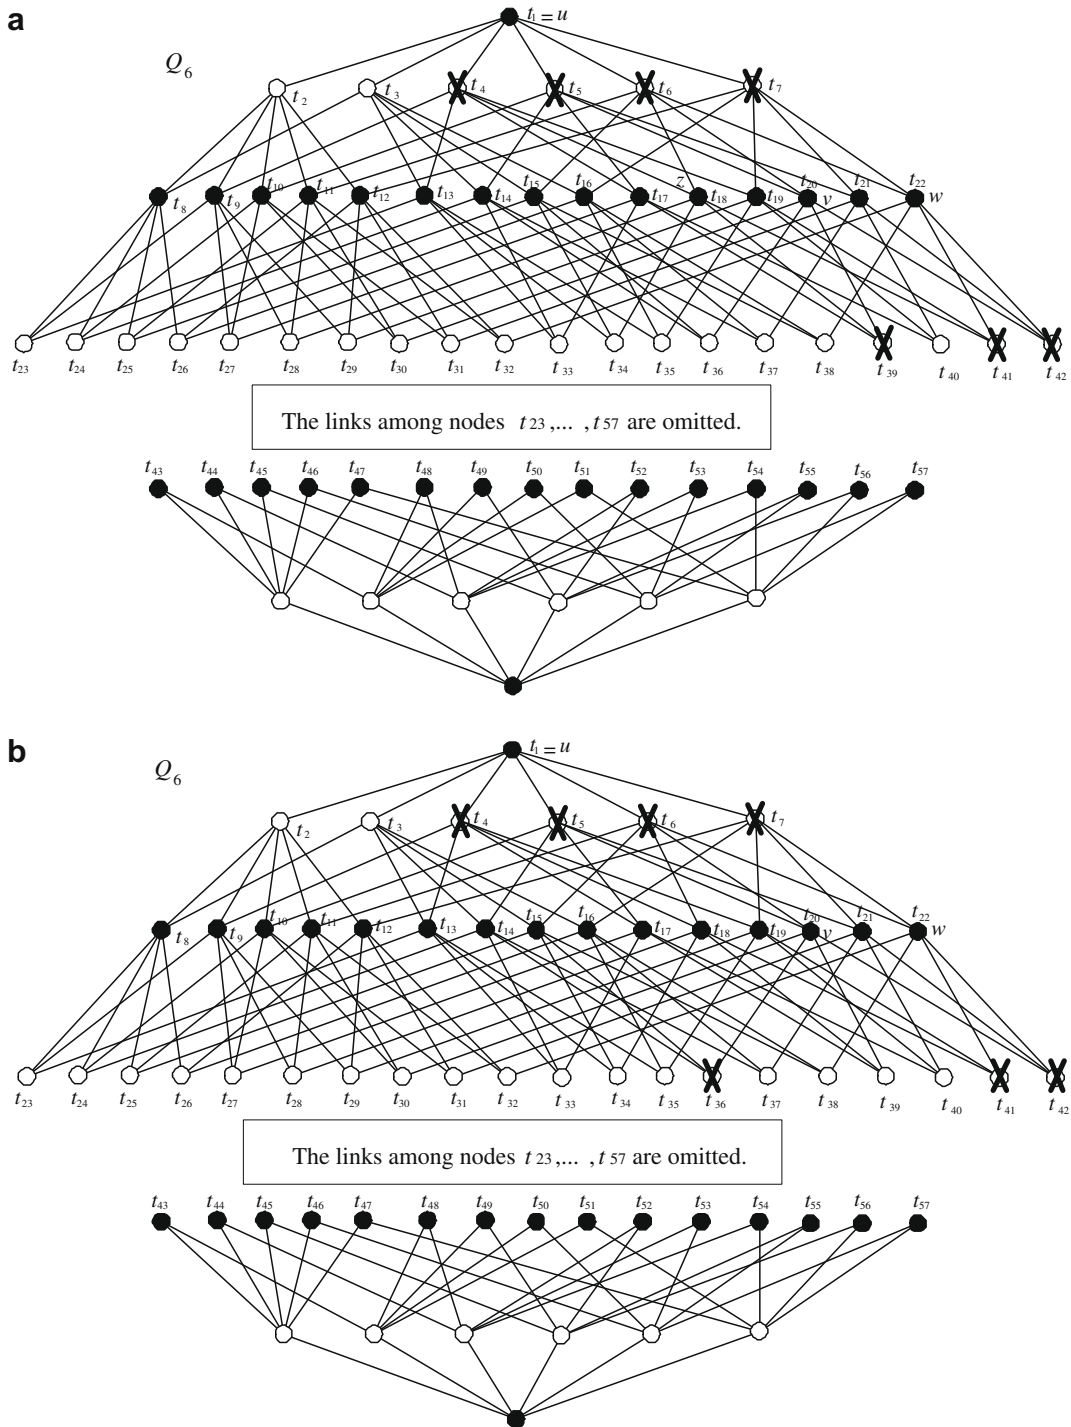 a
t1 = u
Q6
t2 t3 t4 t5 t6 t7
t8 t9 t10 t11 t12 t13 t14 t15 t16 t17 z t18 t19 t20 v t21 t22 w
t23 t24 t25 t26 t27 t28 t29 t30 t31 t32 t33 t34 t35 t36 t37 t38 t39 t40 t41 t42
The links among nodes t23,... ,t57 are omitted.
t43 t44 t45 t46 t47 t48 t49 t50 t51 t52 t53 t54 t55 t56 t57
b
t1 = u
Q6
t2 t3 t4 t5 t6 t7
t8 t9 t10 t11 t12 t13 t14 t15 t16 t17 t18 t19 t20 v t21 t22 w
t23 t24 t25 t26 t27 t28 t29 t30 t31 t32 t33 t34 t35 t36 t37 t38 t39 t40 t41 t42
The links among nodes t23,... ,t57 are omitted.
t43 t44 t45 t46 t47 t48 t49 t50 t51 t52 t53 t54 t55 t56 t57